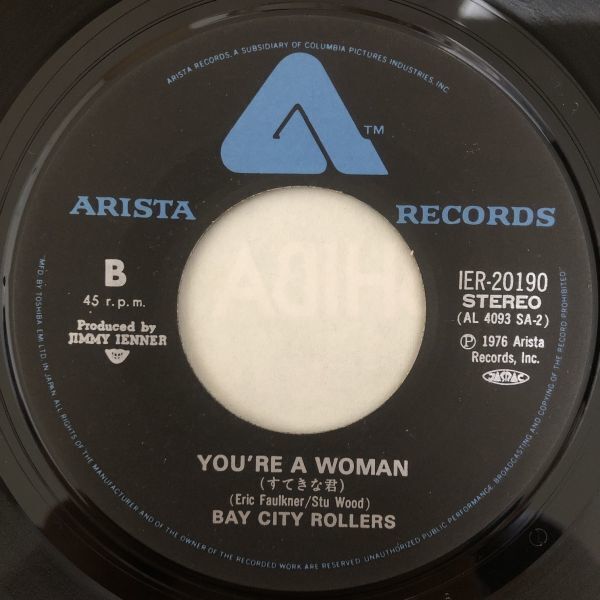 ARISTA RECORDS, A SUBSIDIARY OF COLUMBIA PICTURES INDUSTRIES, INC.
TM
ARISTA RECORDS
B
45 r.p.m.
Produced by
JIMMY IENNER
IER-20190
STEREO
(AL 4093 SA-2)
Ⓟ 1976 Arista
Records, Inc.
JASRAC
YOU'RE A WOMAN
(すてきな君)
(Eric Faulkner/Stu Wood)
BAY CITY ROLLERS
"MFD. BY TOSHIBA EMI LTD. IN JAPAN. ALL RIGHTS OF THE MANUFACTURER AND OF THE OWNER OF THE RECORDED WORK ARE RESERVED. UNAUTHORIZED PUBLIC PERFORMANCE, BROADCASTING AND COPYING OF THE RECORD PROHIBITED"